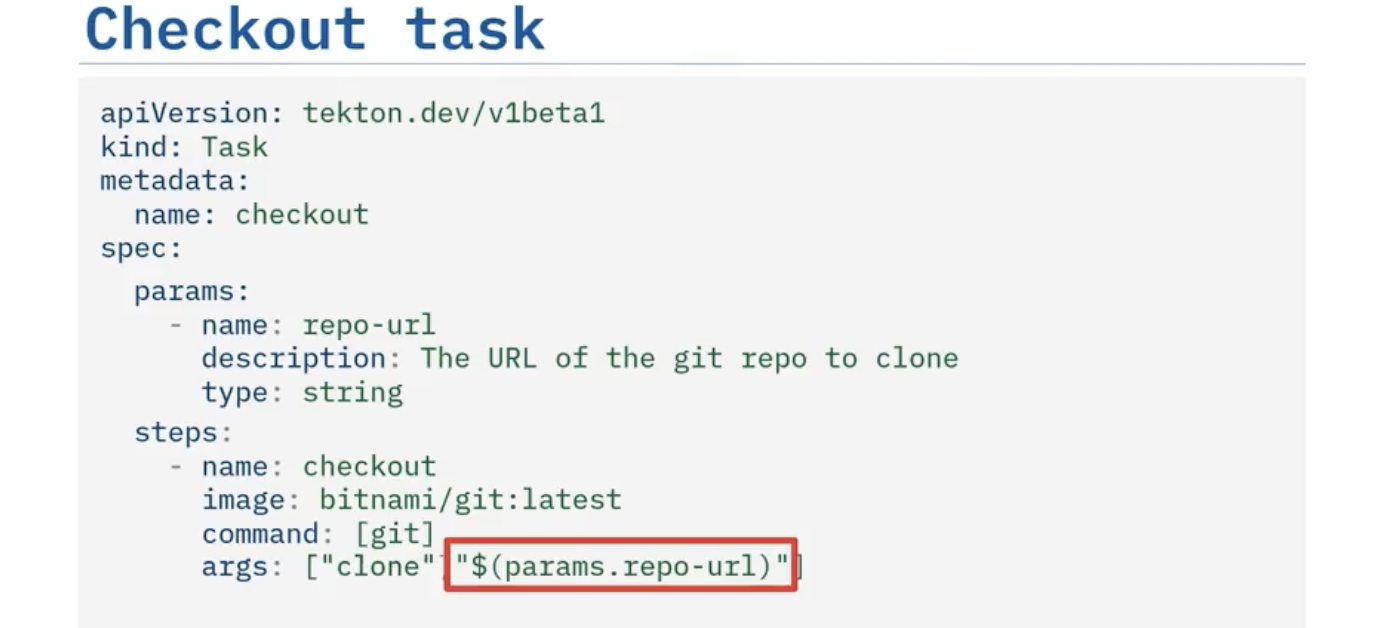 Checkout task
apiVersion: tekton.dev/v1beta1
kind: Task
metadata:
  name: checkout
spec:
  params:
    - name: repo-url
      description: The URL of the git repo to clone
      type: string
  steps:
    - name: checkout
      image: bitnami/git:latest
      command: [git]
      args: ["clone" "$(params.repo-url)"]